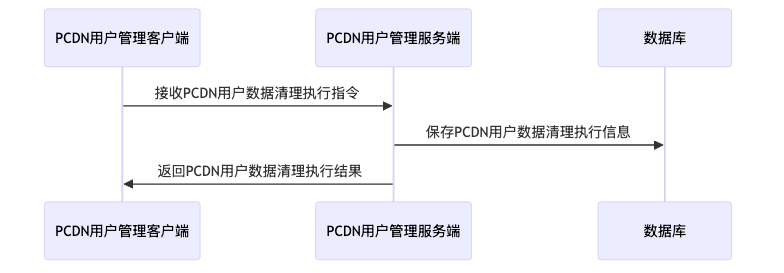 PCDN用户管理客户端
PCDN用户管理服务端
数据库
接收PCDN用户数据清理执行指令
保存PCDN用户数据清理执行信息
返回PCDN用户数据清理执行结果
PCDN用户管理客户端
PCDN用户管理服务端
数据库